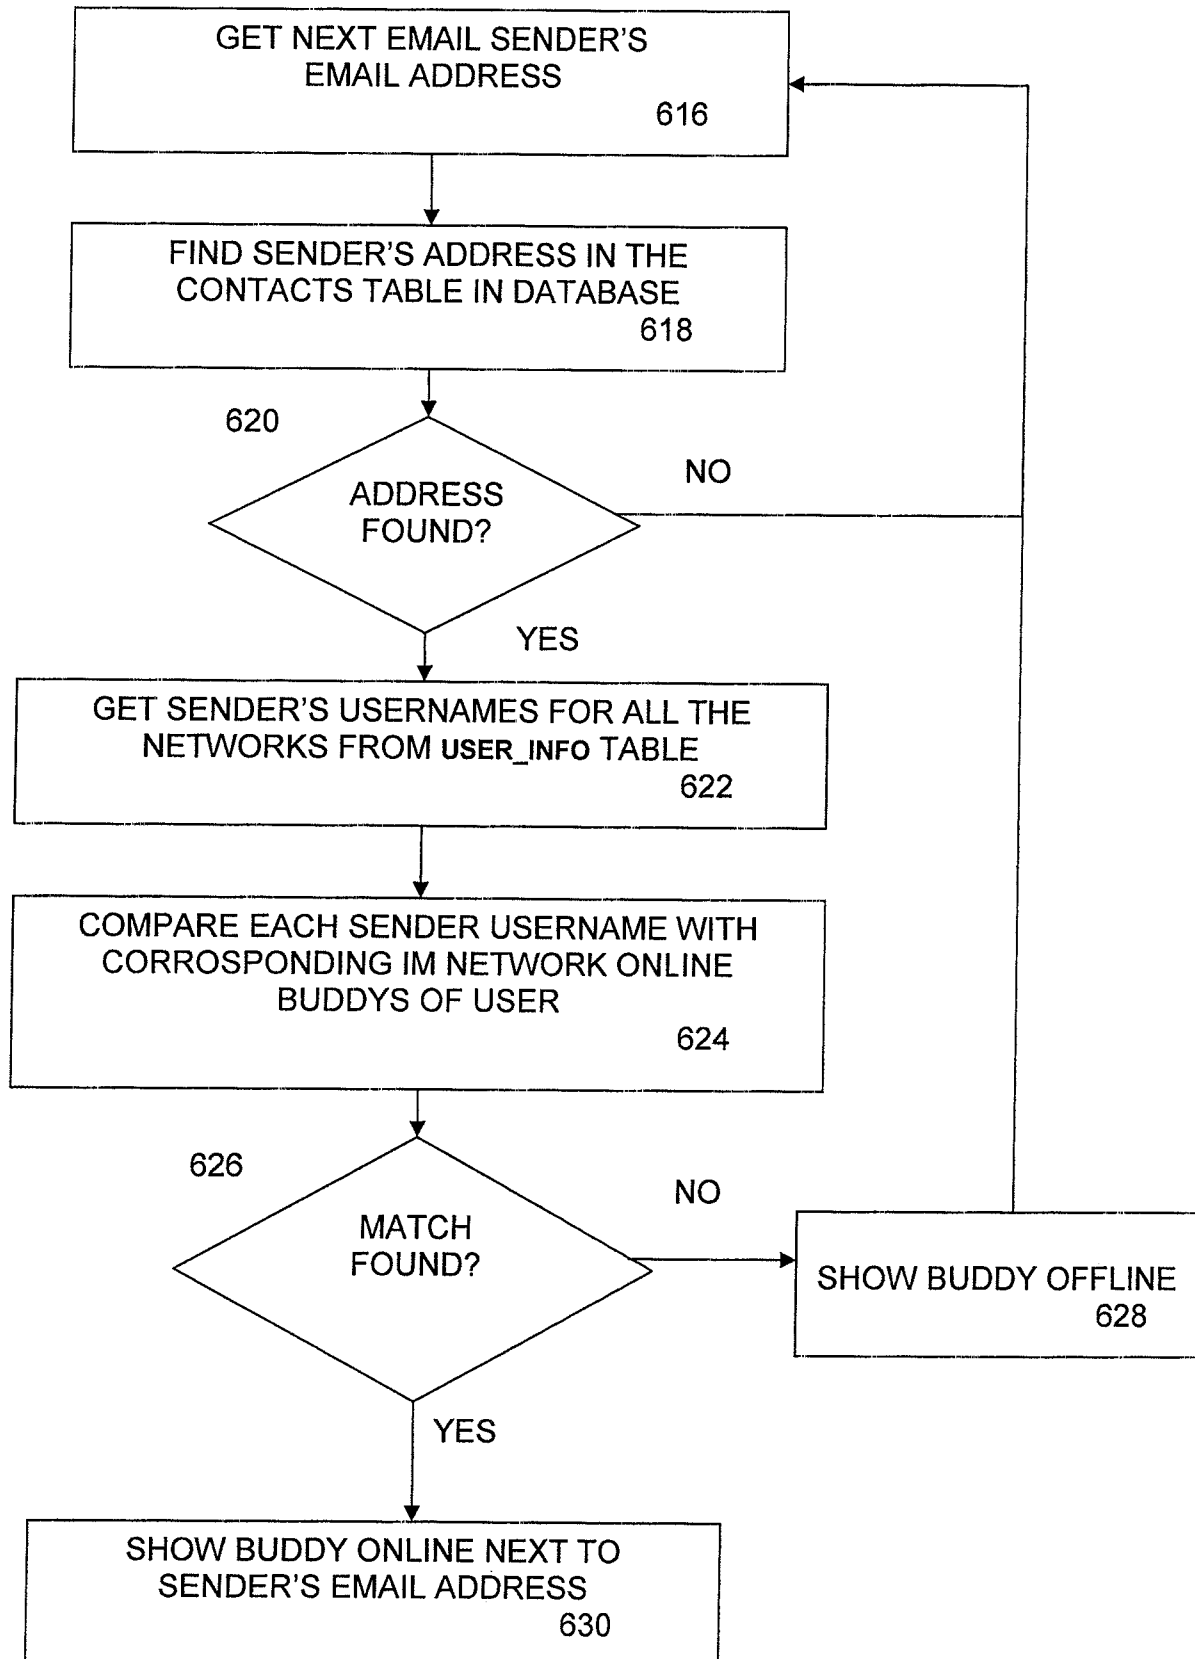 GET NEXT EMAIL SENDER'S
EMAIL ADDRESS
616
FIND SENDER'S ADDRESS IN THE
CONTACTS TABLE IN DATABASE
618
620
ADDRESS
FOUND?
NO
YES
GET SENDER'S USERNAMES FOR ALL THE
NETWORKS FROM USER_INFO TABLE
622
COMPARE EACH SENDER USERNAME WITH
CORROSPONDING IM NETWORK ONLINE
BUDDYS OF USER
624
626
MATCH
FOUND?
NO
SHOW BUDDY OFFLINE
628
YES
SHOW BUDDY ONLINE NEXT TO
SENDER'S EMAIL ADDRESS
630